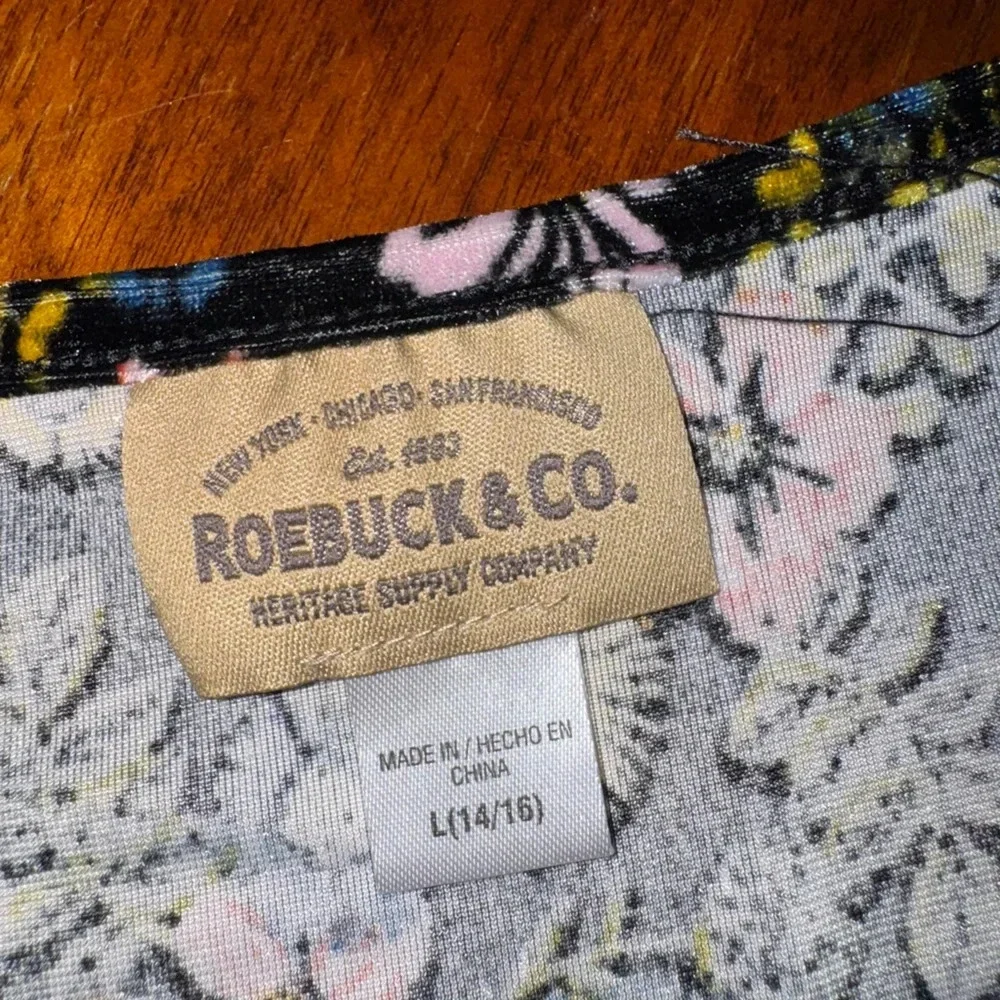 NEW YORK · CHICAGO · SAN FRANCISCO
Est. 1893
ROEBUCK & CO.
HERITAGE SUPPLY COMPANY
MADE IN / HECHO EN
CHINA
L(14/16)